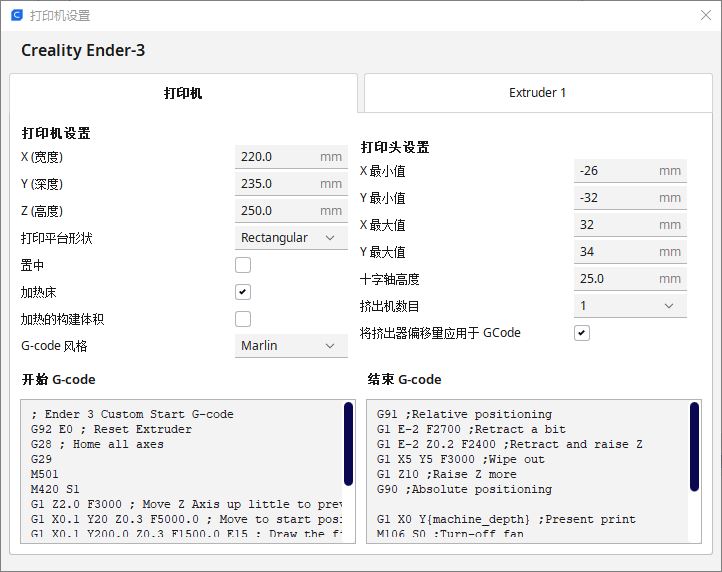 打印机设置
Creality Ender-3
打印机
Extruder 1
打印机设置
X (宽度) 220.0 mm
Y (深度) 235.0 mm
Z (高度) 250.0 mm
打印平台形状 Rectangular
置中
加热床
加热的构建体积
G-code 风格 Marlin
打印头设置
X 最小值 -26 mm
Y 最小值 -32 mm
X 最大值 32 mm
Y 最大值 34 mm
十字轴高度 25.0 mm
挤出机数目 1
将挤出器偏移量应用于 GCode
开始 G-code
; Ender 3 Custom Start G-code
G92 E0 ; Reset Extruder
G28 ; Home all axes
G29
M501
M420 S1
G1 Z2.0 F3000 ; Move Z Axis up little to prev
G1 X0.1 Y20 Z0.3 F5000.0 ; Move to start posi
G1 X0.1 Y200.0 Z0.3 F1500.0 E15 ; Draw the fi
结束 G-code
G91 ;Relative positioning
G1 E-2 F2700 ;Retract a bit
G1 E-2 Z0.2 F2400 ;Retract and raise Z
G1 X5 Y5 F3000 ;Wipe out
G1 Z10 ;Raise Z more
G90 ;Absolute positioning
G1 X0 Y{machine_depth} ;Present print
M106 S0 ;Turn-off fan